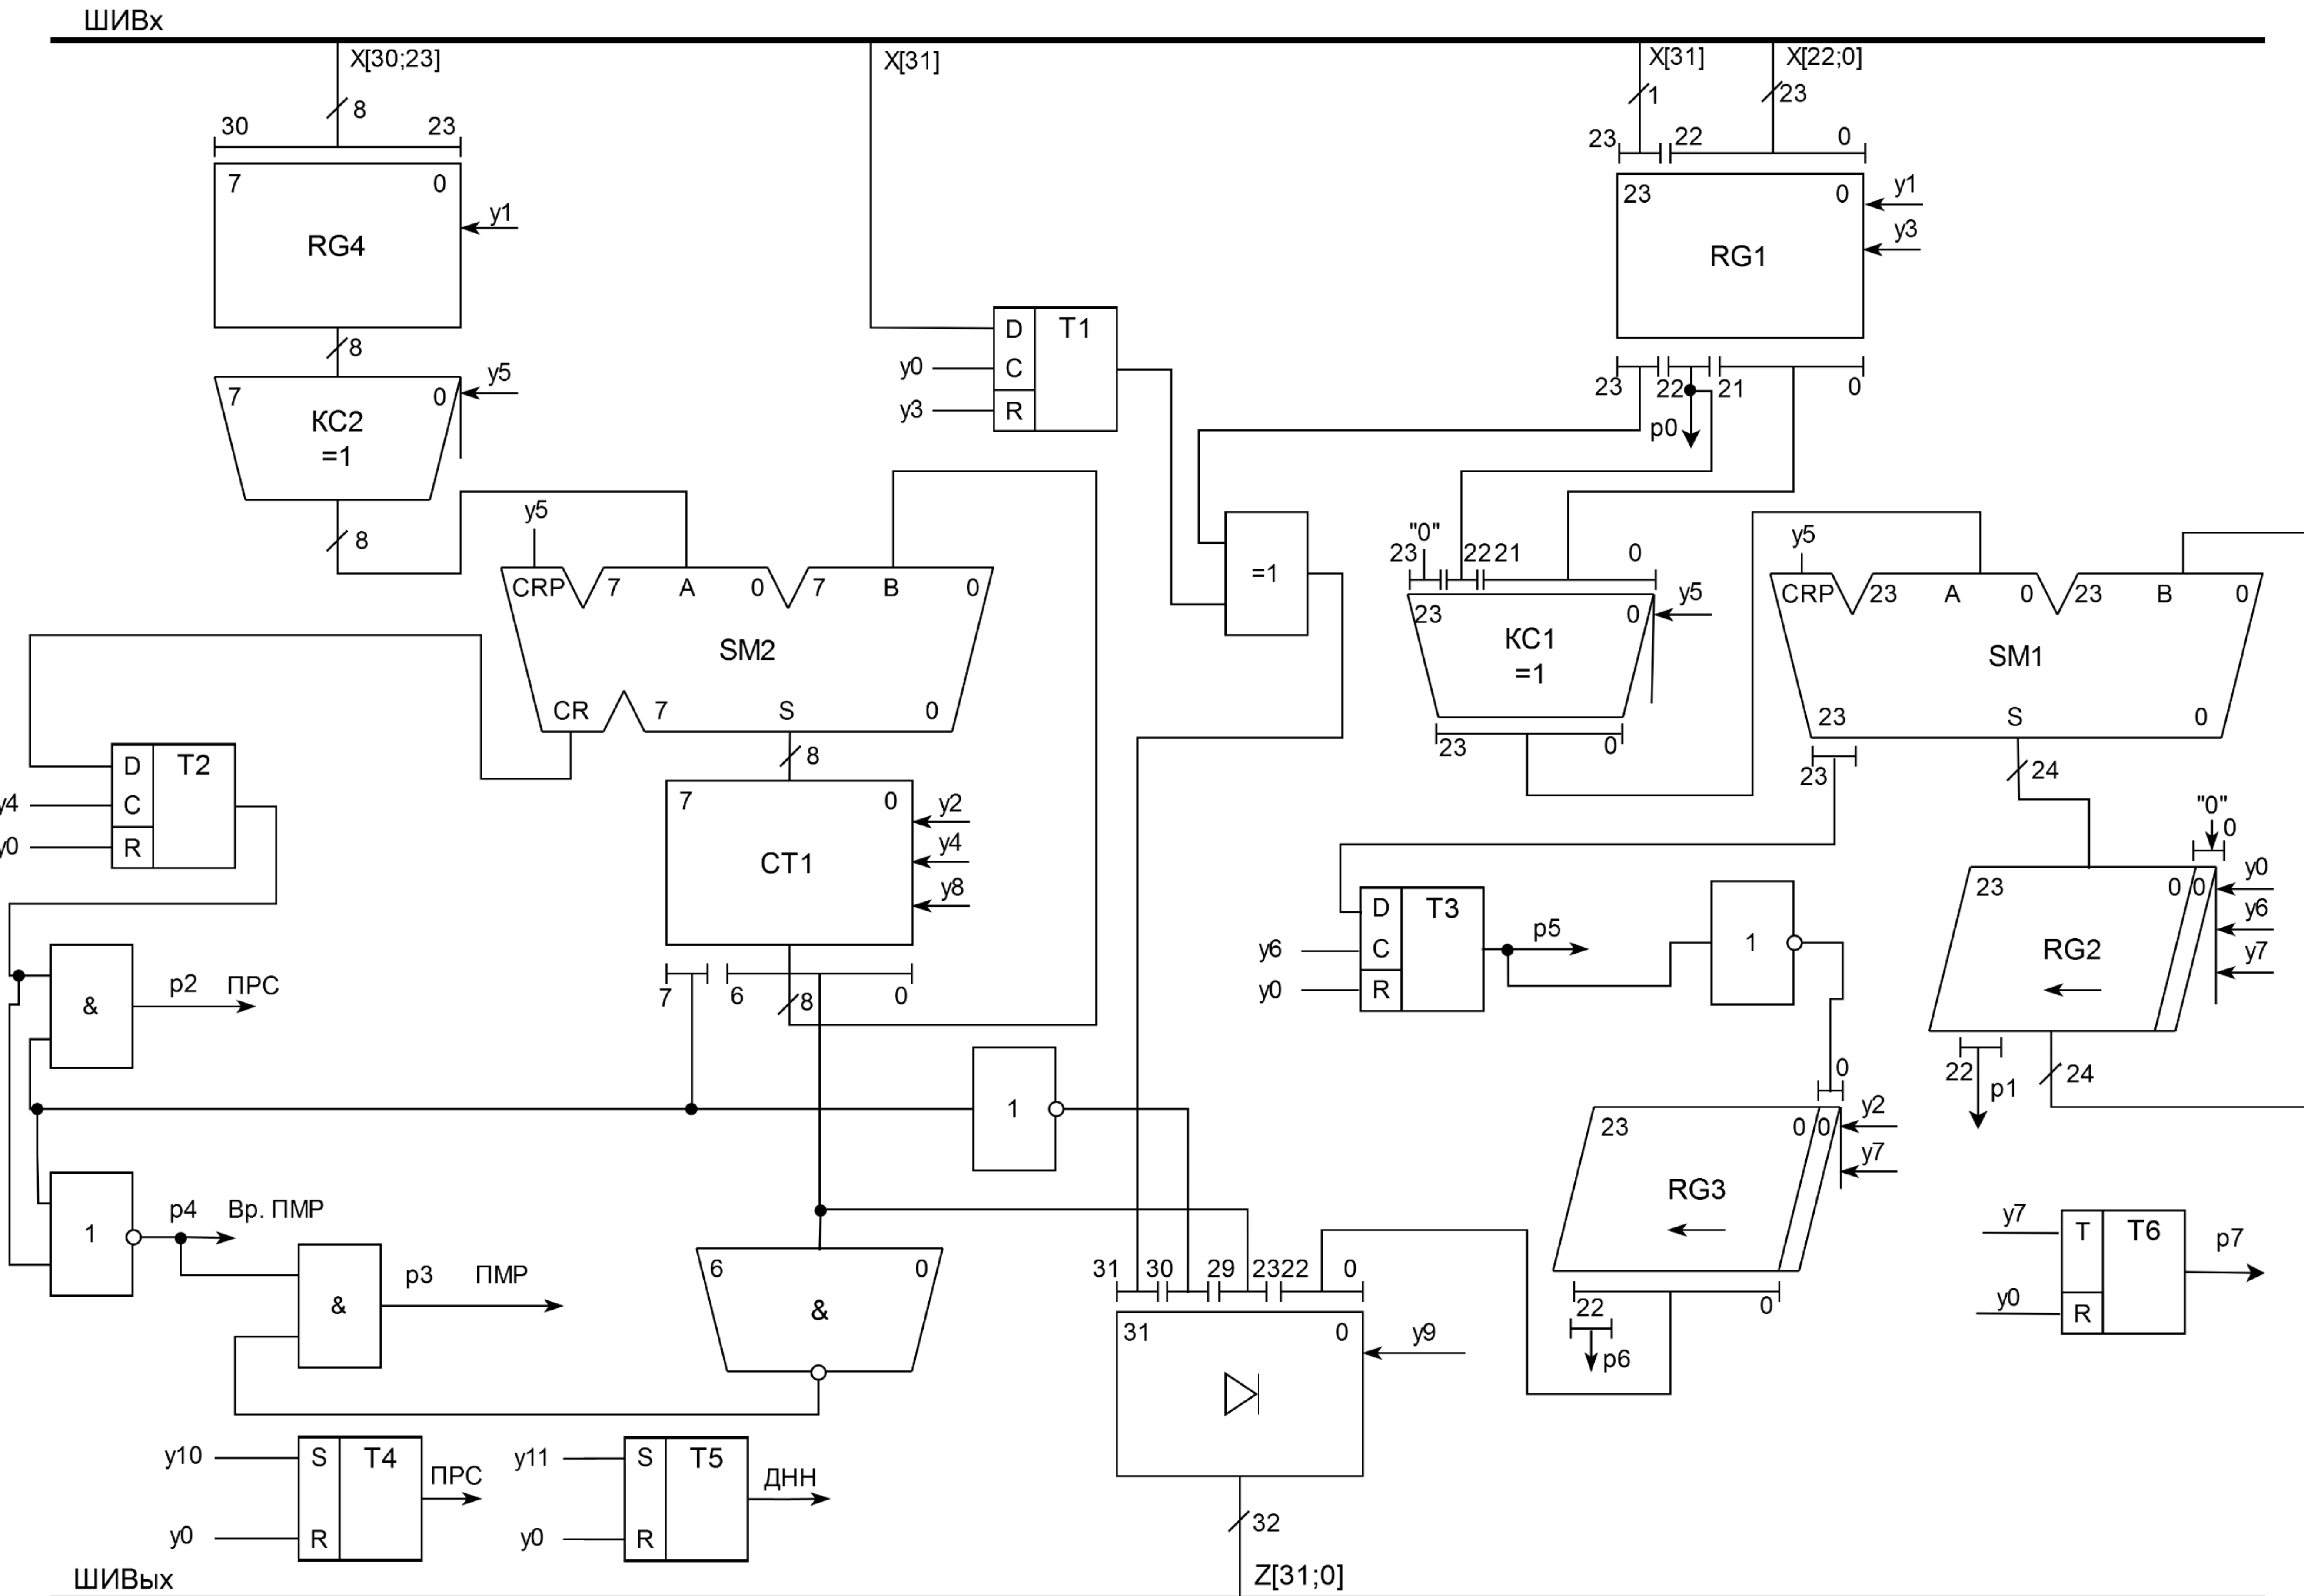 ШИВх
X[30;23]
X[31]
X[31]
X[22;0]
8
1
23
30 23
23 22 0
7 0
RG4
y1
23 0
RG1
y1
y3
8
D T1
C
R
y0
y3
23 22 21 0
p0
7 0
КС2
=1
y5
8
y5
CRP 7 A 0 7 B 0
SM2
CR 7 S 0
=1
"0"
23 22 21 0
23 0
КС1
=1
y5
23 0
y5
CRP 23 A 0 23 B 0
SM1
23 S 0
23
24
8
D T2
C
R
y4
y0
7 0
CT1
y2
y4
y8
7 6 8 0
"0"
0
23 0 0
RG2
y0
y6
y7
22
p1
24
D T3
C
R
y6
y0
p5
1
&
p2 ПРС
1
1
p4 Вр. ПМР
&
p3 ПМР
6 0
&
0
23 0 0
RG3
y2
y7
22 0
p6
31 30 29 23 22 0
31 0
y9
32
Z[31;0]
T T6
R
y7
y0
p7
S T4
R
y10
y0
ПРС
S T5
R
y11
y0
ДНН
ШИВых